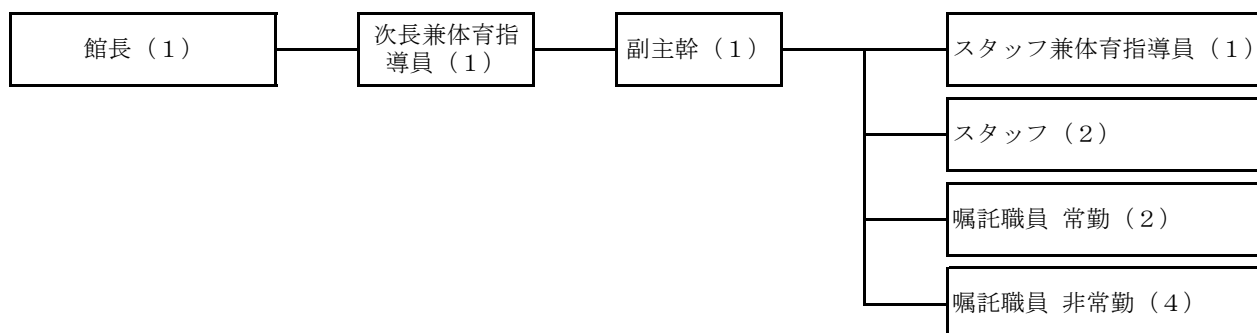 館長（１）
次長兼体育指
導員（１）
副主幹（１）
スタッフ兼体育指導員（１）
スタッフ（２）
嘱託職員 常勤（２）
嘱託職員 非常勤（４）